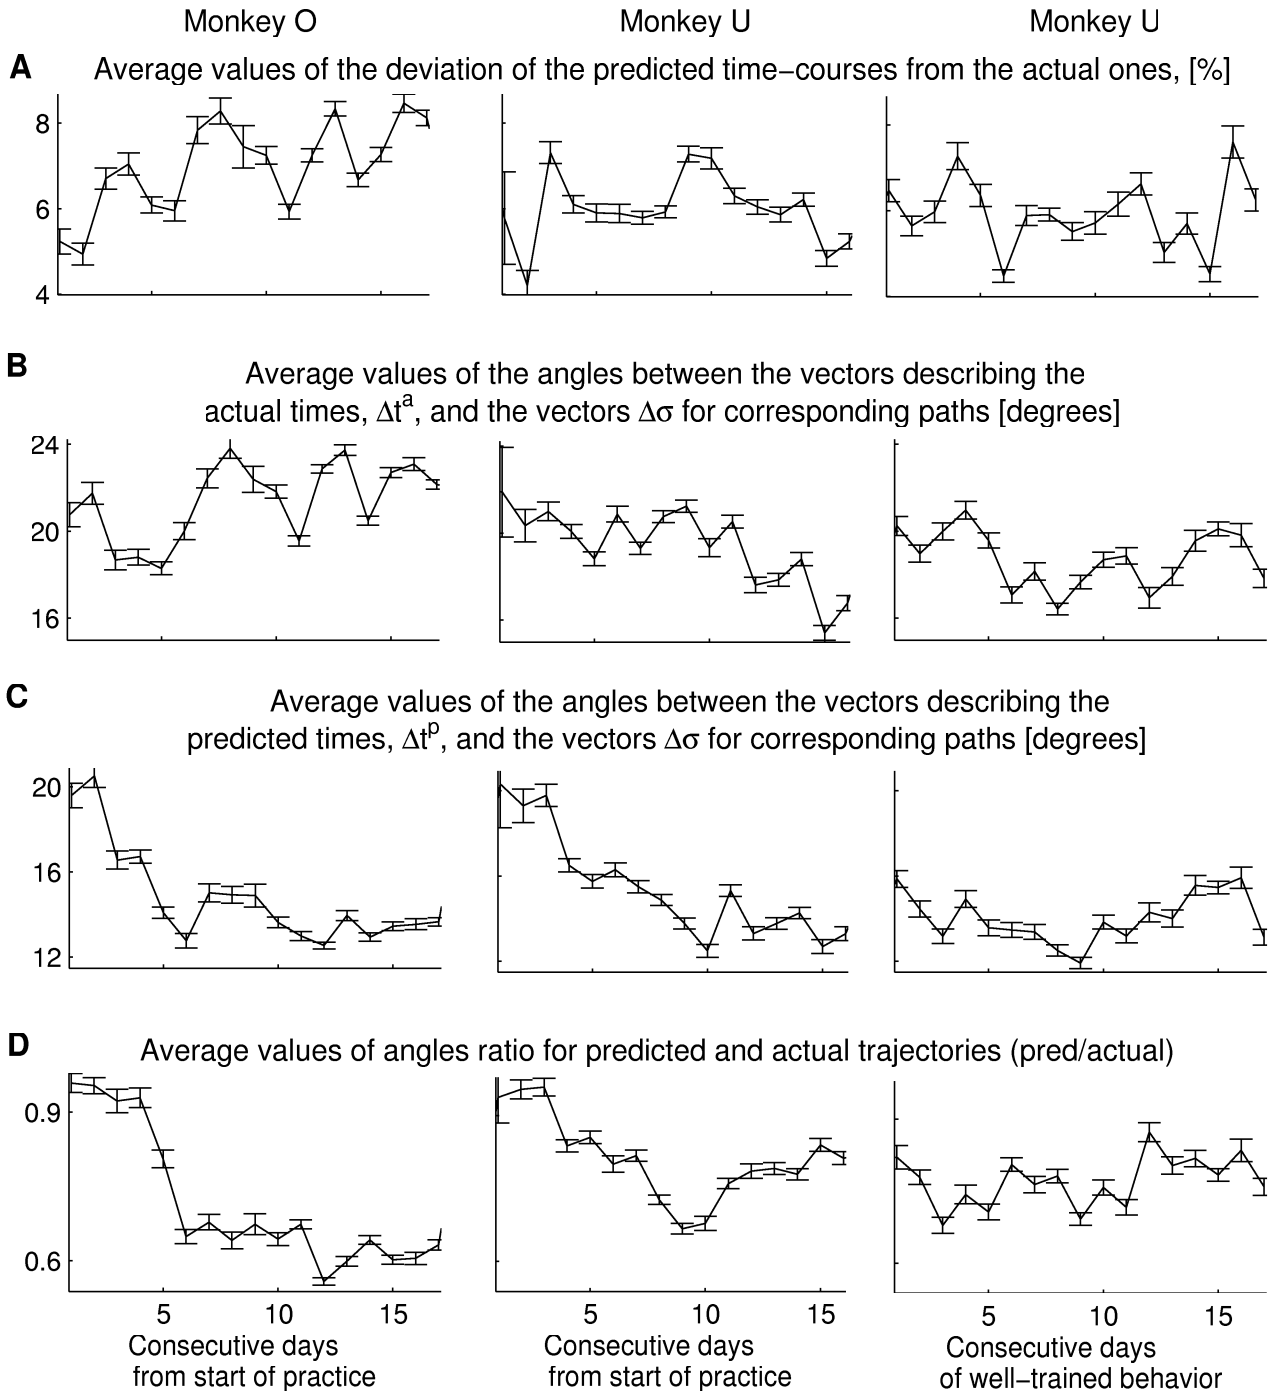 Monkey O Monkey U Monkey U
A Average values of the deviation of the predicted time−courses from the actual ones, [%]
8
6
4
B Average values of the angles between the vectors describing the
actual times, Δtᵃ, and the vectors Δσ for corresponding paths [degrees]
24
20
16
C Average values of the angles between the vectors describing the
predicted times, Δtᵖ, and the vectors Δσ for corresponding paths [degrees]
20
16
12
D Average values of angles ratio for predicted and actual trajectories (pred/actual)
0.9
0.6
5 10 15 5 10 15 5 10 15
Consecutive days Consecutive days Consecutive days
from start of practice from start of practice of well−trained behavior